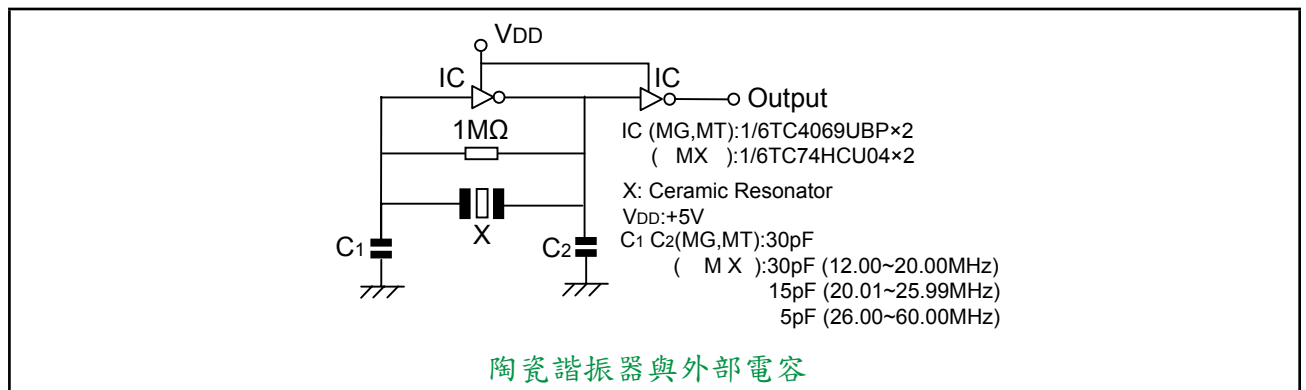 VDD
IC
IC
Output
1MΩ
IC (MG,MT):1/6TC4069UBP×2
( MX ):1/6TC74HCU04×2
X: Ceramic Resonator
VDD:+5V
X
C1
C2
C1 C2(MG,MT):30pF
( M X ):30pF (12.00~20.00MHz)
15pF (20.01~25.99MHz)
5pF (26.00~60.00MHz)
陶瓷諧振器與外部電容